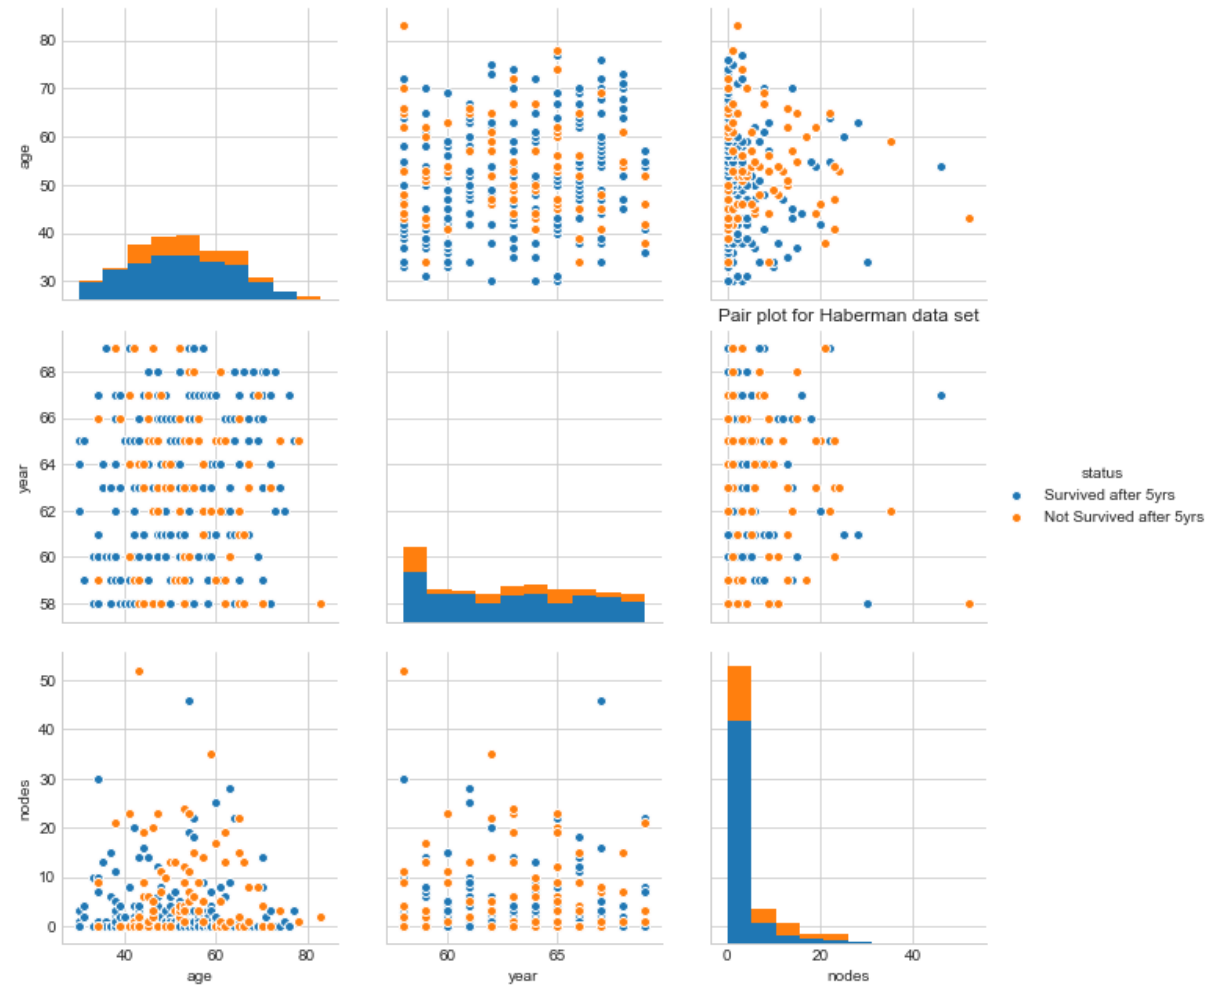 80
70
60
50
40
30
age
Pair plot for Haberman data set
68
66
64
62
60
58
year
status
Survived after 5yrs
Not Survived after 5yrs
50
40
30
20
10
0
nodes
40 60 80
age
60 65
year
0 20 40
nodes